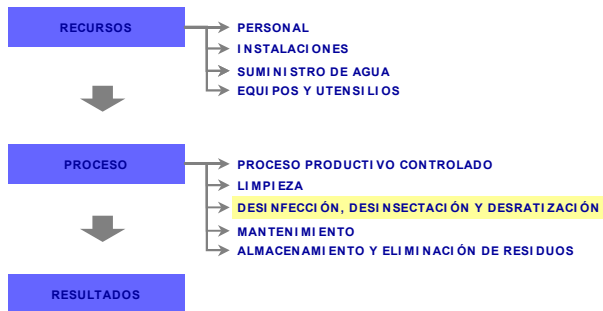 RECURSOS
PERSONAL
INSTALACIONES
SUMINISTRO DE AGUA
EQUIPOS Y UTENSILIOS
PROCESO
PROCESO PRODUCTIVO CONTROLADO
LIMPIEZA
DESINFECCIÓN, DESINSECTACIÓN Y DESRATIZACIÓN
MANTENIMIENTO
ALMACENAMIENTO Y ELIMINACIÓN DE RESIDUOS
RESULTADOS